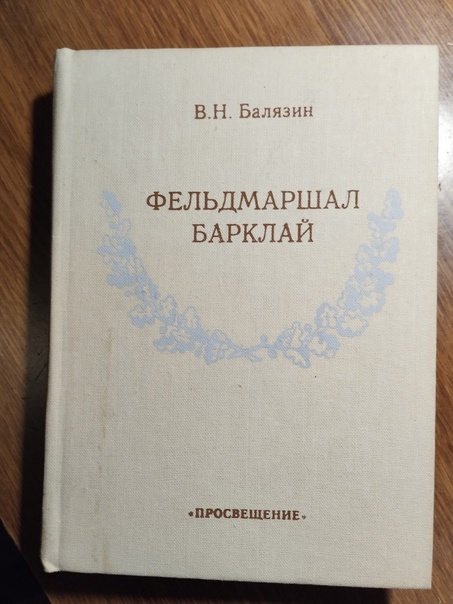 В.Н. Балязин
ФЕЛЬДМАРШАЛ
БАРКЛАЙ
«ПРОСВЕЩЕНИЕ»